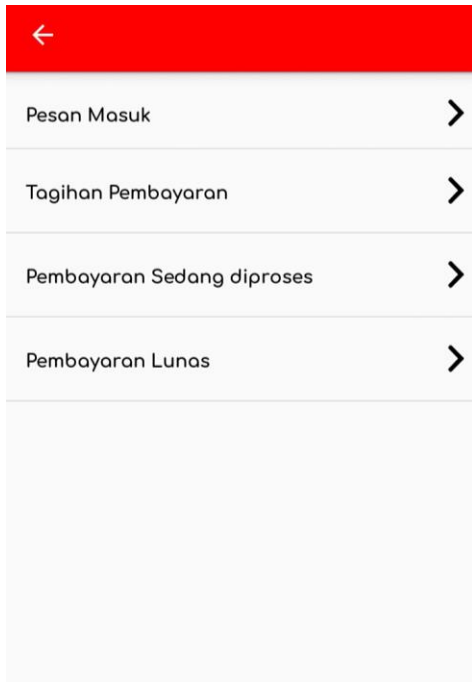 Pesan Masuk
Tagihan Pembayaran
Pembayaran Sedang diproses
Pembayaran Lunas